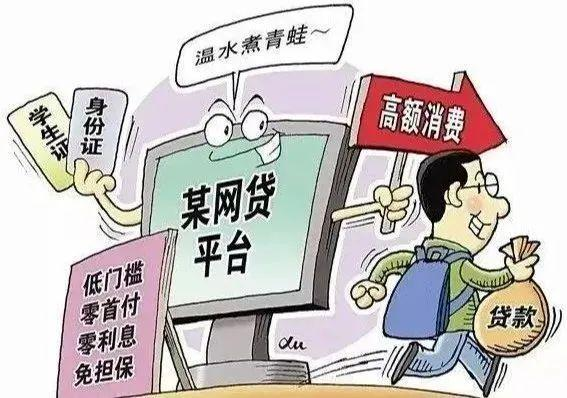 温水煮青蛙～
学生证
身份证
高额消费
某网贷
平台
低门槛
零首付
零利息
免担保
贷款
du